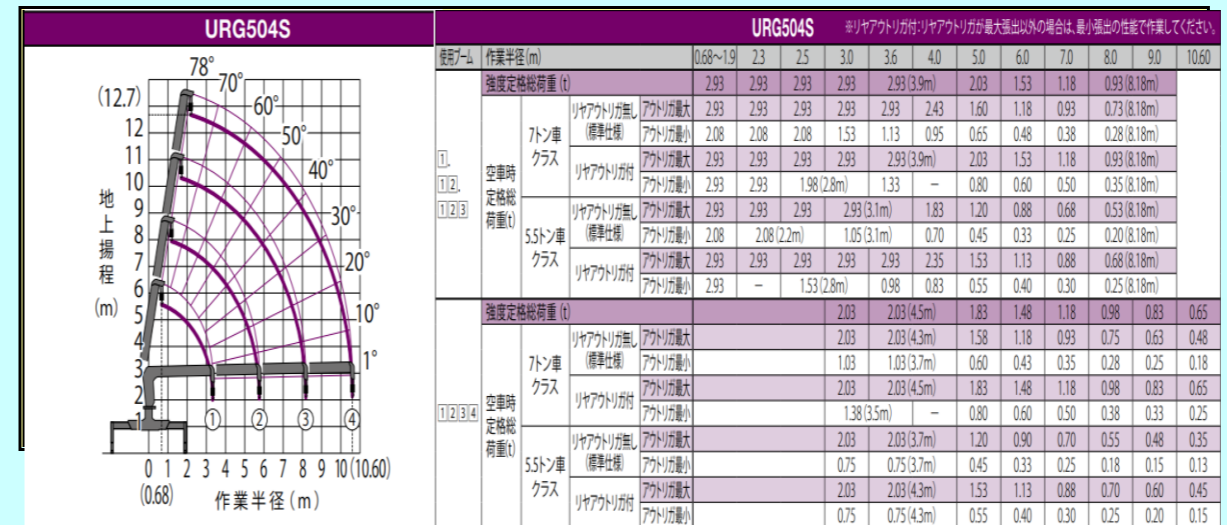 URG504S
78°
70°
60°
50°
40°
30°
20°
10°
1°
(12.7)
12
11
10
9
8
7
6
5
4
3
2
1
地上揚程(m)
① ② ③ ④
0 1 2 3 4 5 6 7 8 9 10(10.60)
(0.68)
作業半径(m)
URG504S ※リヤアウトリガ付:リヤアウトリガが最大張出以外の場合は、最小張出の性能で作業してください。
使用ブーム 作業半径(m) 0.68~1.9 2.3 2.5 3.0 3.6 4.0 5.0 6.0 7.0 8.0 9.0 10.60
1、
12、
123
強度定格総荷重(t) 2.93 2.93 2.93 2.93 2.93(3.9m) 2.03 1.53 1.18 0.93(8.18m)
空車時定格総荷重(t)
7トン車クラス
リヤアウトリガ無し(標準仕様) アウトリガ最大 2.93 2.93 2.93 2.93 2.93 2.43 1.60 1.18 0.93 0.73(8.18m)
アウトリガ最小 2.08 2.08 2.08 1.53 1.13 0.95 0.65 0.48 0.38 0.28(8.18m)
リヤアウトリガ付 アウトリガ最大 2.93 2.93 2.93 2.93 2.93(3.9m) 2.03 1.53 1.18 0.93(8.18m)
アウトリガ最小 2.93 2.93 1.98(2.8m) 1.33 − 0.80 0.60 0.50 0.35(8.18m)
5.5トン車クラス
リヤアウトリガ無し(標準仕様) アウトリガ最大 2.93 2.93 2.93 2.93(3.1m) 1.83 1.20 0.88 0.68 0.53(8.18m)
アウトリガ最小 2.08 2.08(2.2m) 1.05(3.1m) 0.70 0.45 0.33 0.25 0.20(8.18m)
リヤアウトリガ付 アウトリガ最大 2.93 2.93 2.93 2.93 2.93 2.35 1.53 1.13 0.88 0.68(8.18m)
アウトリガ最小 2.93 − 1.53(2.8m) 0.98 0.83 0.55 0.40 0.30 0.25(8.18m)
1234
強度定格総荷重(t) 2.03 2.03(4.5m) 1.83 1.48 1.18 0.98 0.83 0.65
空車時定格総荷重(t)
7トン車クラス
リヤアウトリガ無し(標準仕様) アウトリガ最大 2.03 2.03(4.3m) 1.58 1.18 0.93 0.75 0.63 0.48
アウトリガ最小 1.03 1.03(3.7m) 0.60 0.43 0.35 0.28 0.25 0.18
リヤアウトリガ付 アウトリガ最大 2.03 2.03(4.5m) 1.83 1.48 1.18 0.98 0.83 0.65
アウトリガ最小 1.38(3.5m) − 0.80 0.60 0.50 0.38 0.33 0.25
5.5トン車クラス
リヤアウトリガ無し(標準仕様) アウトリガ最大 2.03 2.03(3.7m) 1.20 0.90 0.70 0.55 0.48 0.35
アウトリガ最小 0.75 0.75(3.7m) 0.45 0.33 0.25 0.18 0.15 0.13
リヤアウトリガ付 アウトリガ最大 2.03 2.03(4.3m) 1.53 1.13 0.88 0.70 0.60 0.45
アウトリガ最小 0.75 0.75(4.3m) 0.55 0.40 0.30 0.25 0.20 0.15